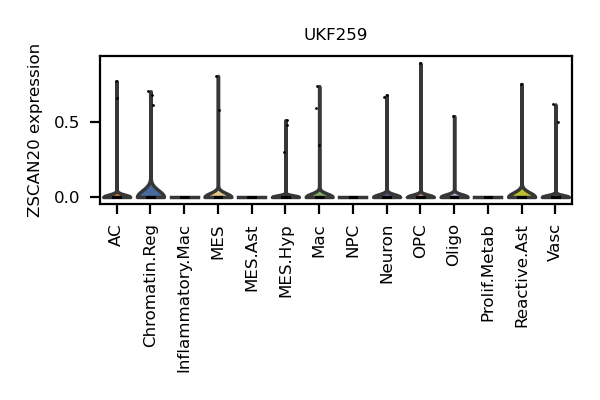 UKF259
ZSCAN20 expression
0.5
0.0
AC
Chromatin.Reg
Inflammatory.Mac
MES
MES.Ast
MES.Hyp
Mac
NPC
Neuron
OPC
Oligo
Prolif.Metab
Reactive.Ast
Vasc